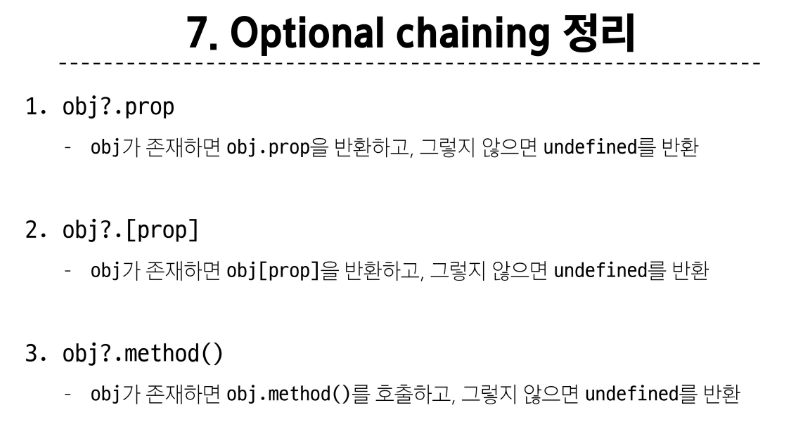 7. Optional chaining 정리
1. obj?.prop
- obj가 존재하면 obj.prop을 반환하고, 그렇지 않으면 undefined를 반환
2. obj?.[prop]
- obj가 존재하면 obj[prop]을 반환하고, 그렇지 않으면 undefined를 반환
3. obj?.method()
- obj가 존재하면 obj.method()를 호출하고, 그렇지 않으면 undefined를 반환